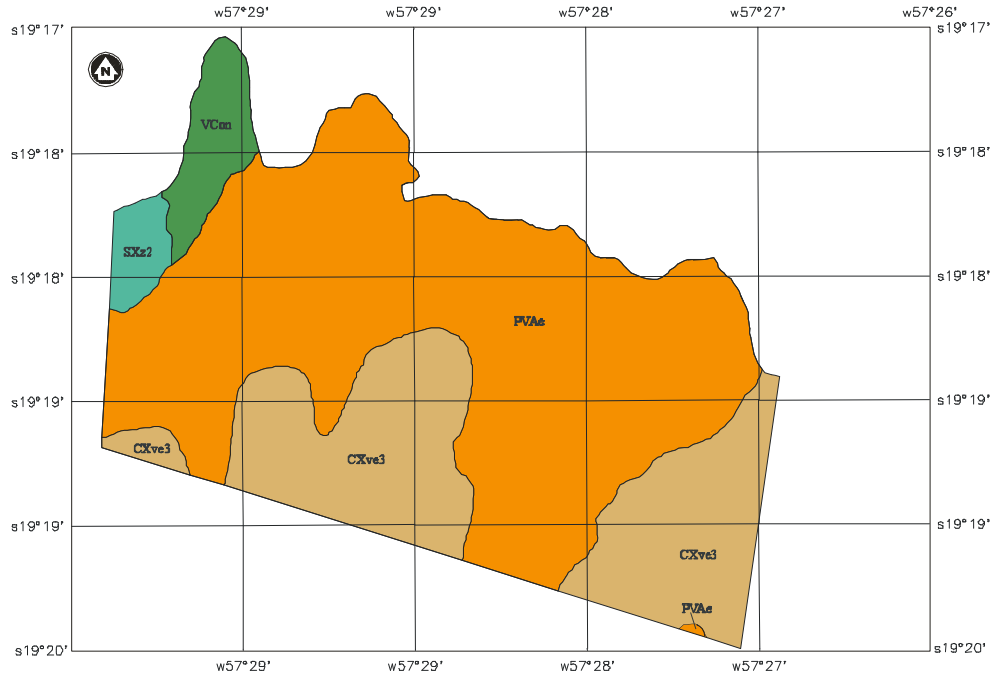 w57°29' w57°29' w57°28' w57°27' w57°26'
s19°17' s19°17'
N
VCon
s19°18' s19°18'
SXz2
s19°18' s19°18'
PVAe
s19°19' s19°19'
CXve3
CXve3
s19°19' s19°19'
CXve3
PVAe
s19°20' s19°20'
w57°29' w57°29' w57°28' w57°27'